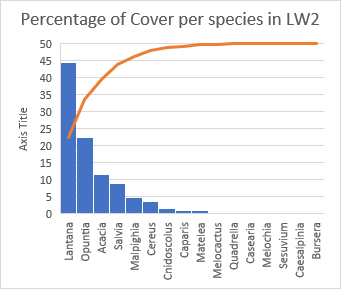 Percentage of Cover per species in LW2
Axis Title
50
45
40
35
30
25
20
15
10
5
0
Lantana
Opuntia
Acacia
Salvia
Malpighia
Cereus
Cnidoscolus
Caparis
Matelea
Melocactus
Quadrella
Casearia
Melochia
Sesuvium
Caesalpinia
Bursera